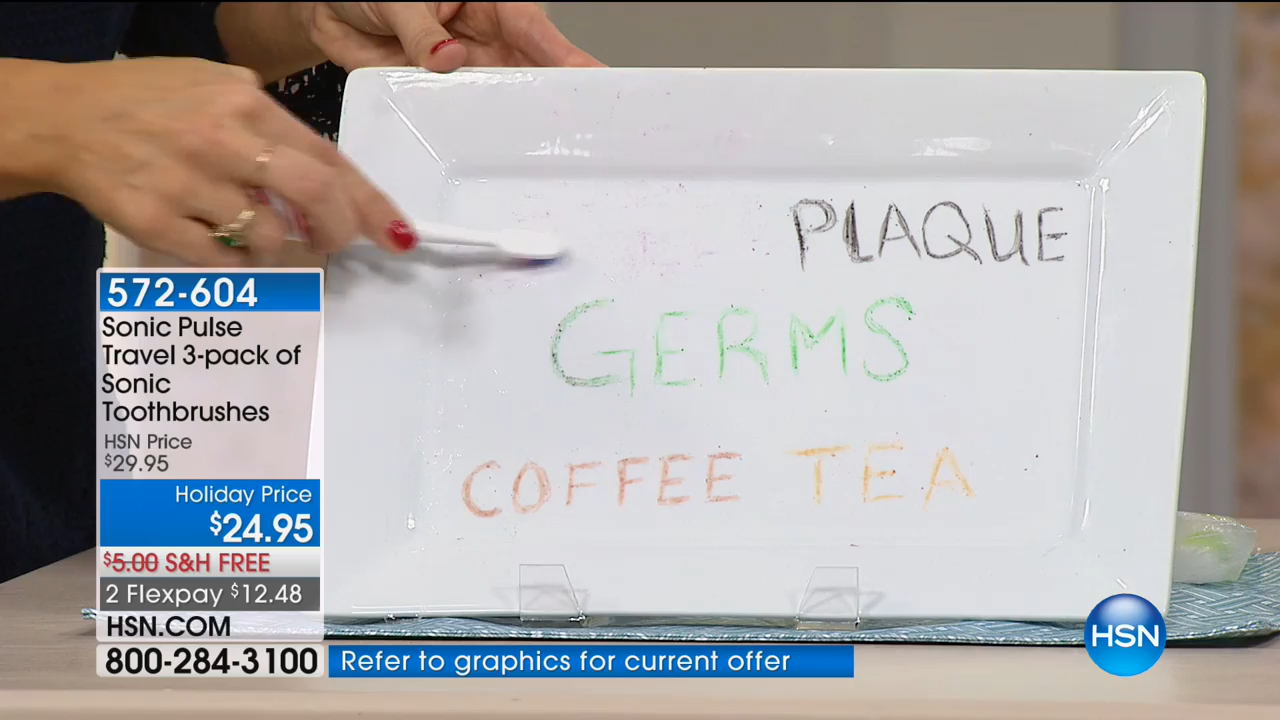 PLAQUE
GERMS
COFFEE TEA
572-604
Sonic Pulse
Travel 3-pack of
Sonic
Toothbrushes
HSN Price
$29.95
Holiday Price
$24.95
$5.00 S&H FREE
2 Flexpay $12.48
HSN.COM
800-284-3100
Refer to graphics for current offer
HSN